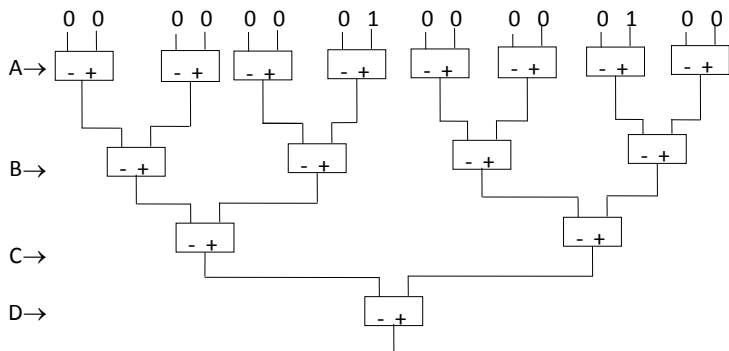 0 0 0 0 0 0 0 1 0 0 0 0 0 1 0 0
A→ - + - + - + - + - + - + - + - +
B→ - + - + - + - +
C→ - + - +
D→ - +